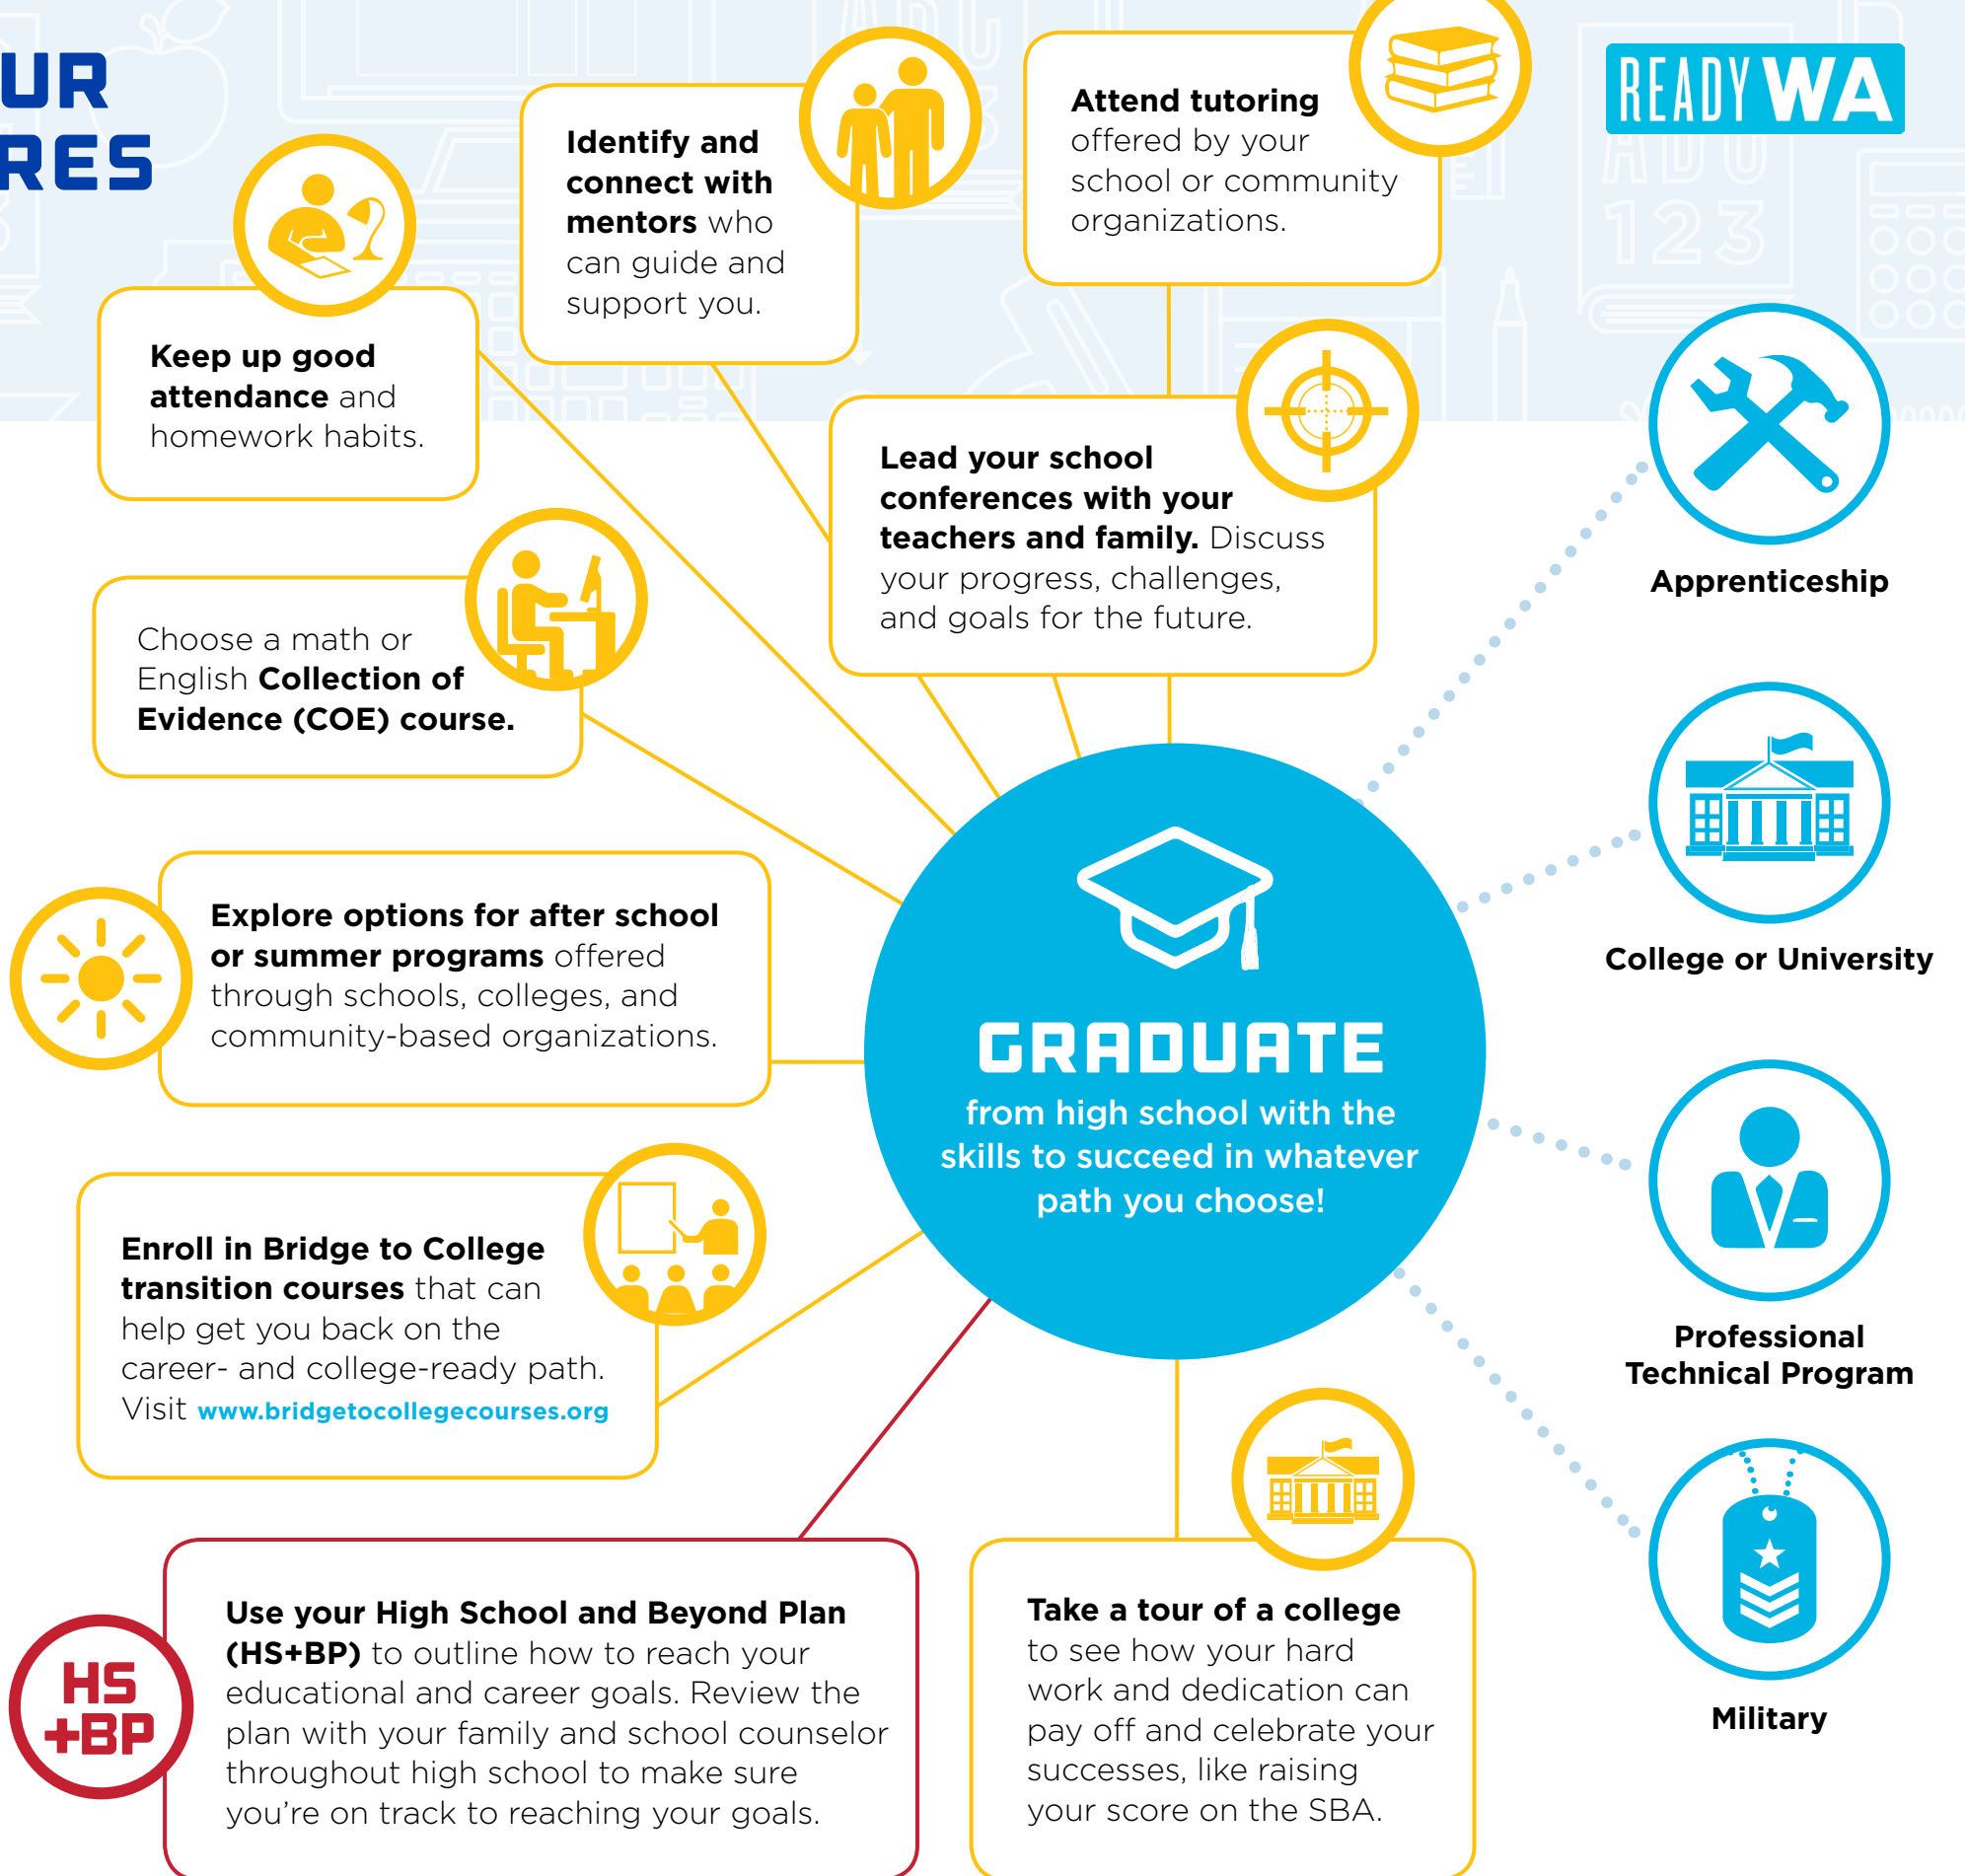 UR
RES
READY WA
Identify and
connect with
mentors who
can guide and
support you.
Attend tutoring
offered by your
school or community
organizations.
Keep up good
attendance and
homework habits.
Lead your school
conferences with your
teachers and family. Discuss
your progress, challenges,
and goals for the future.
Choose a math or
English Collection of
Evidence (COE) course.
Explore options for after school
or summer programs offered
through schools, colleges, and
community-based organizations.
Enroll in Bridge to College
transition courses that can
help get you back on the
career- and college-ready path.
Visit www.bridgetocollegecourses.org
HS
+BP
Use your High School and Beyond Plan
(HS+BP) to outline how to reach your
educational and career goals. Review the
plan with your family and school counselor
throughout high school to make sure
you're on track to reaching your goals.
Take a tour of a college
to see how your hard
work and dedication can
pay off and celebrate your
successes, like raising
your score on the SBA.
GRADUATE
from high school with the
skills to succeed in whatever
path you choose!
Apprenticeship
College or University
Professional
Technical Program
Military
123